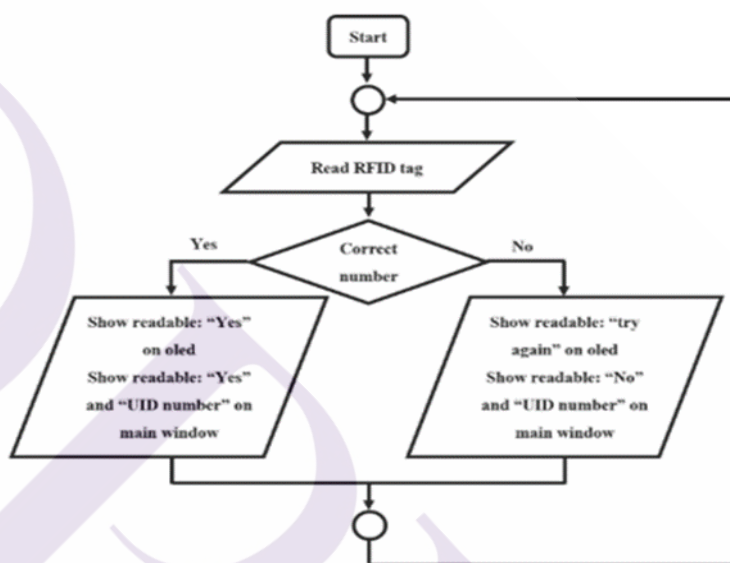 Start
Read RFID tag
Yes
Correct
number
No
Show readable: “Yes”
on oled
Show readable: “Yes”
and “UID number” on
main window
Show readable: “try
again” on oled
Show readable: “No”
and “UID number” on
main window